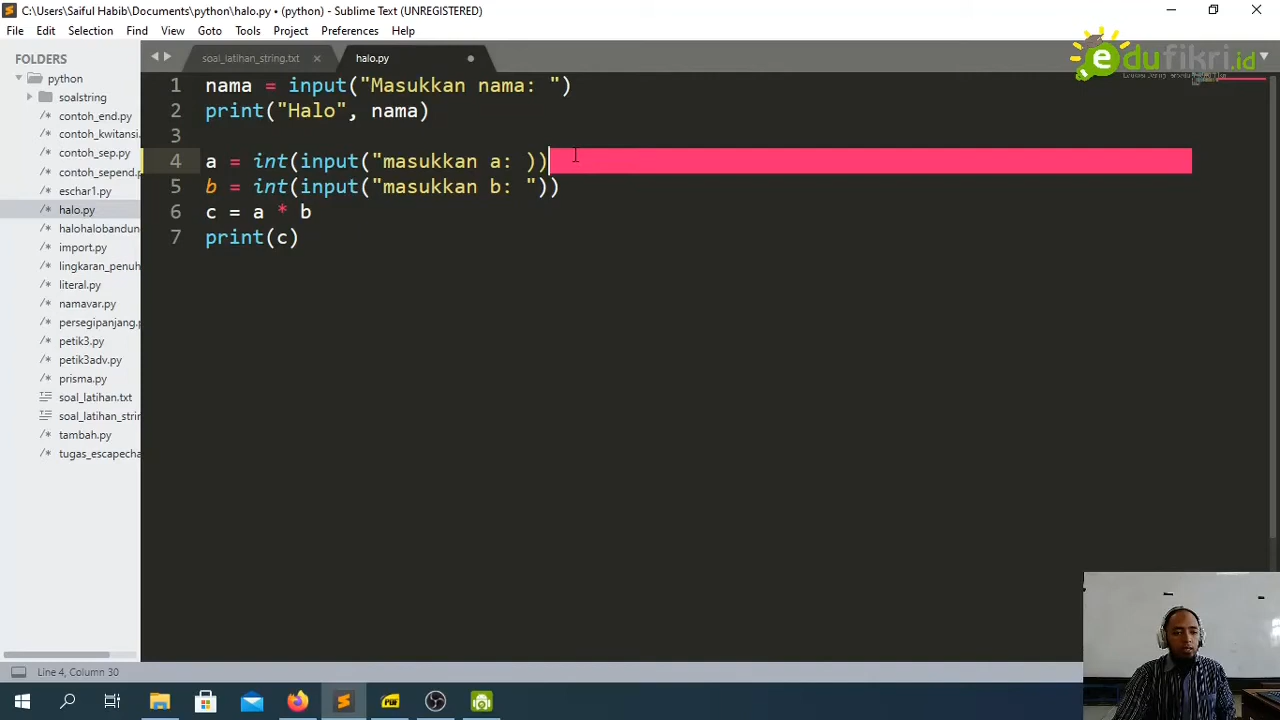 C:\Users\Saiful Habib\Documents\python\halo.py • (python) - Sublime Text (UNREGISTERED)
File Edit Selection Find View Goto Tools Project Preferences Help
edufikri.id
FOLDERS
python
soalstring
contoh_end.py
contoh_kwitansi.
contoh_sep.py
contoh_sepend.p
eschar1.py
halo.py
halohalobandun
import.py
lingkaran_penuh
literal.py
namavar.py
persegipanjang.p
petik3.py
petik3adv.py
prisma.py
soal_latihan.txt
soal_latihan_strin
tambah.py
tugas_escapecha
soal_latihan_string.txt × halo.py
1 nama = input("Masukkan nama: ")
2 print("Halo", nama)
3
4 a = int(input("masukkan a: ))
5 b = int(input("masukkan b: "))
6 c = a * b
7 print(c)
Line 4, Column 30